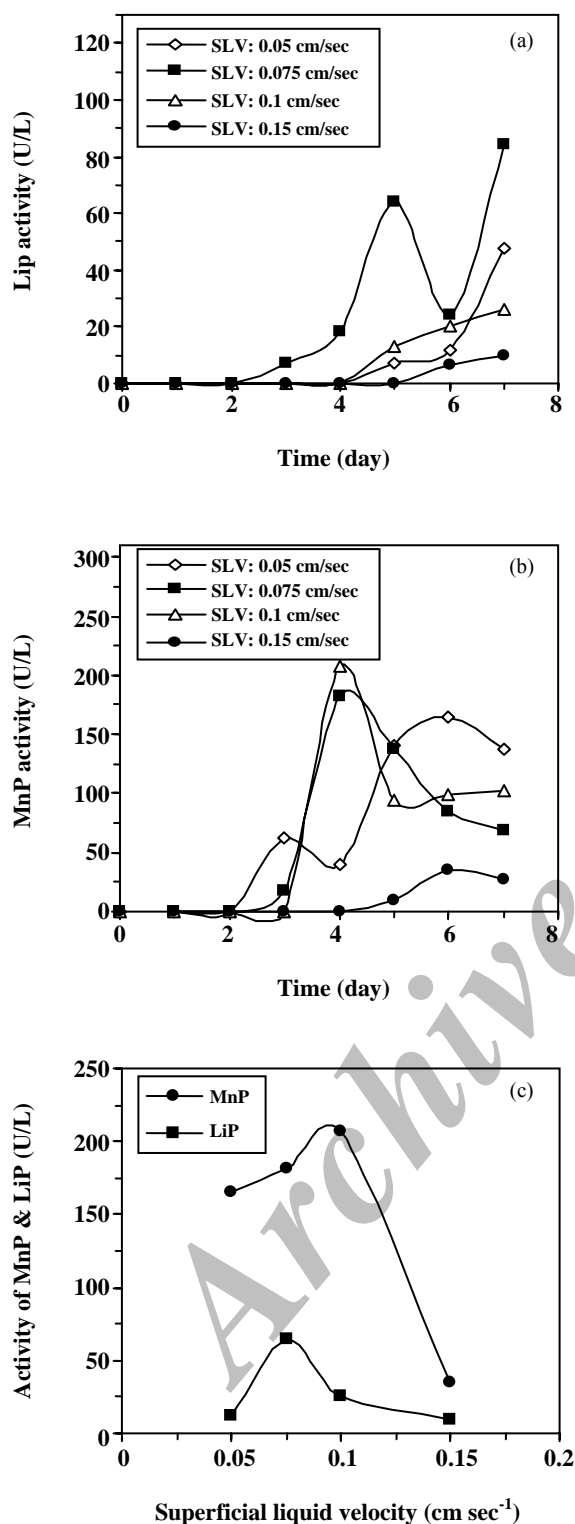 (a)
SLV: 0.05 cm/sec
SLV: 0.075 cm/sec
SLV: 0.1 cm/sec
SLV: 0.15 cm/sec
Lip activity (U/L)
120
100
80
60
40
20
0
0 2 4 6 8
Time (day)
(b)
SLV: 0.05 cm/sec
SLV: 0.075 cm/sec
SLV: 0.1 cm/sec
SLV: 0.15 cm/sec
MnP activity (U/L)
300
250
200
150
100
50
0
0 2 4 6 8
Time (day)
(c)
MnP
LiP
Activity of MnP & LiP (U/L)
250
200
150
100
50
0
0 0.05 0.1 0.15 0.2
Superficial liquid velocity (cm sec⁻¹)
Archive